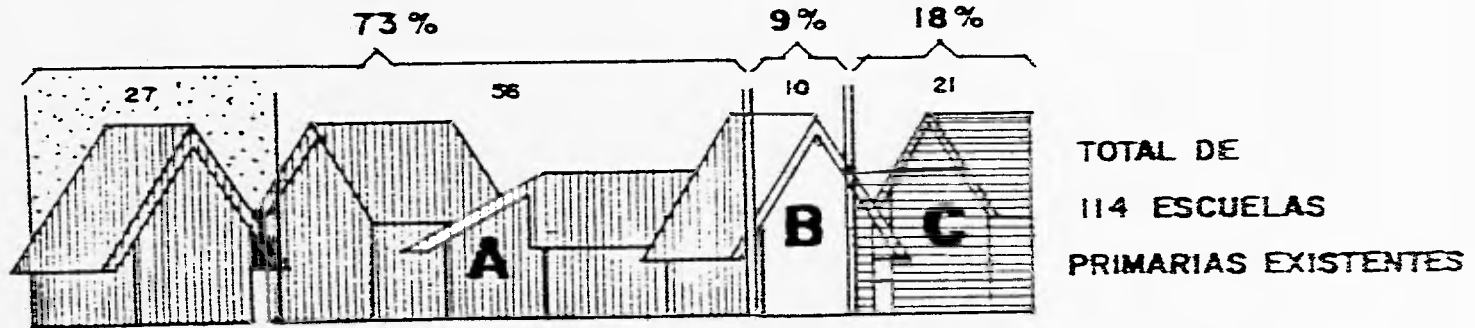 73% 9% 18%
27 56 10 21
A B C
TOTAL DE
114 ESCUELAS
PRIMARIAS EXISTENTES